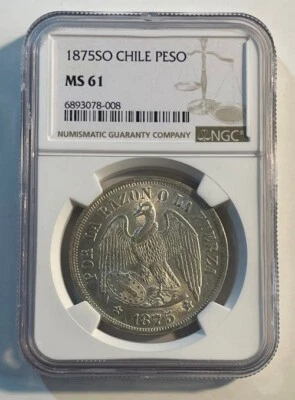 1875SO CHILE PESO
MS 61
6893078-008
NUMISMATIC GUARANTY COMPANY
NGC
POR LA RAZON O LA FUERZA
1875